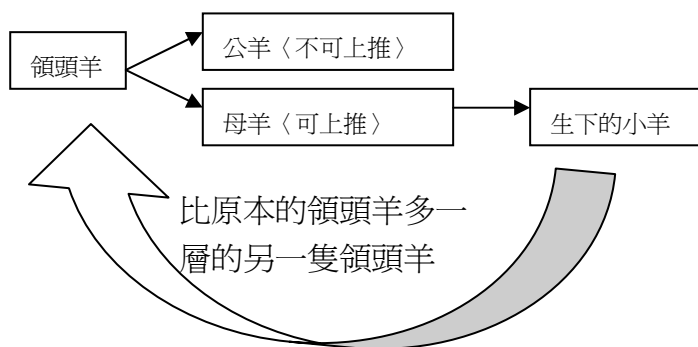 領頭羊
公羊〈不可上推〉
母羊〈可上推〉
生下的小羊
比原本的領頭羊多一
層的另一隻領頭羊